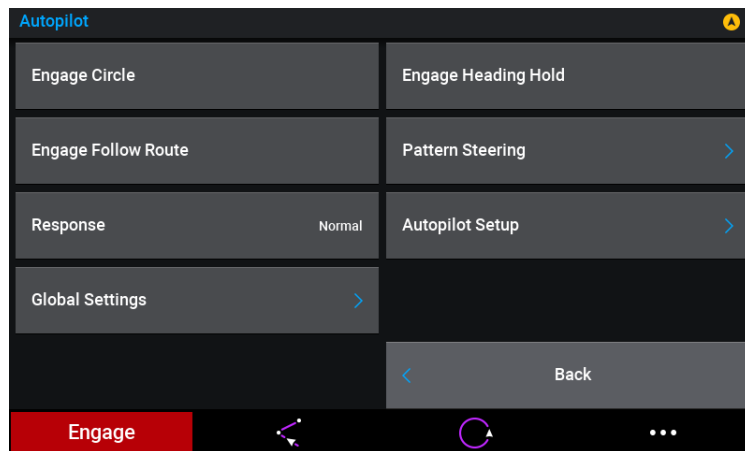 Autopilot
Engage Circle
Engage Heading Hold
Engage Follow Route
Pattern Steering
Response Normal
Autopilot Setup
Global Settings
Back
Engage